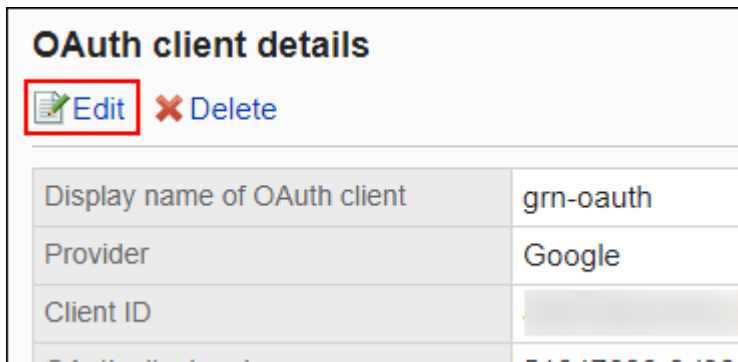 OAuth client details
Edit Delete
Display name of OAuth client grn-oauth
Provider Google
Client ID